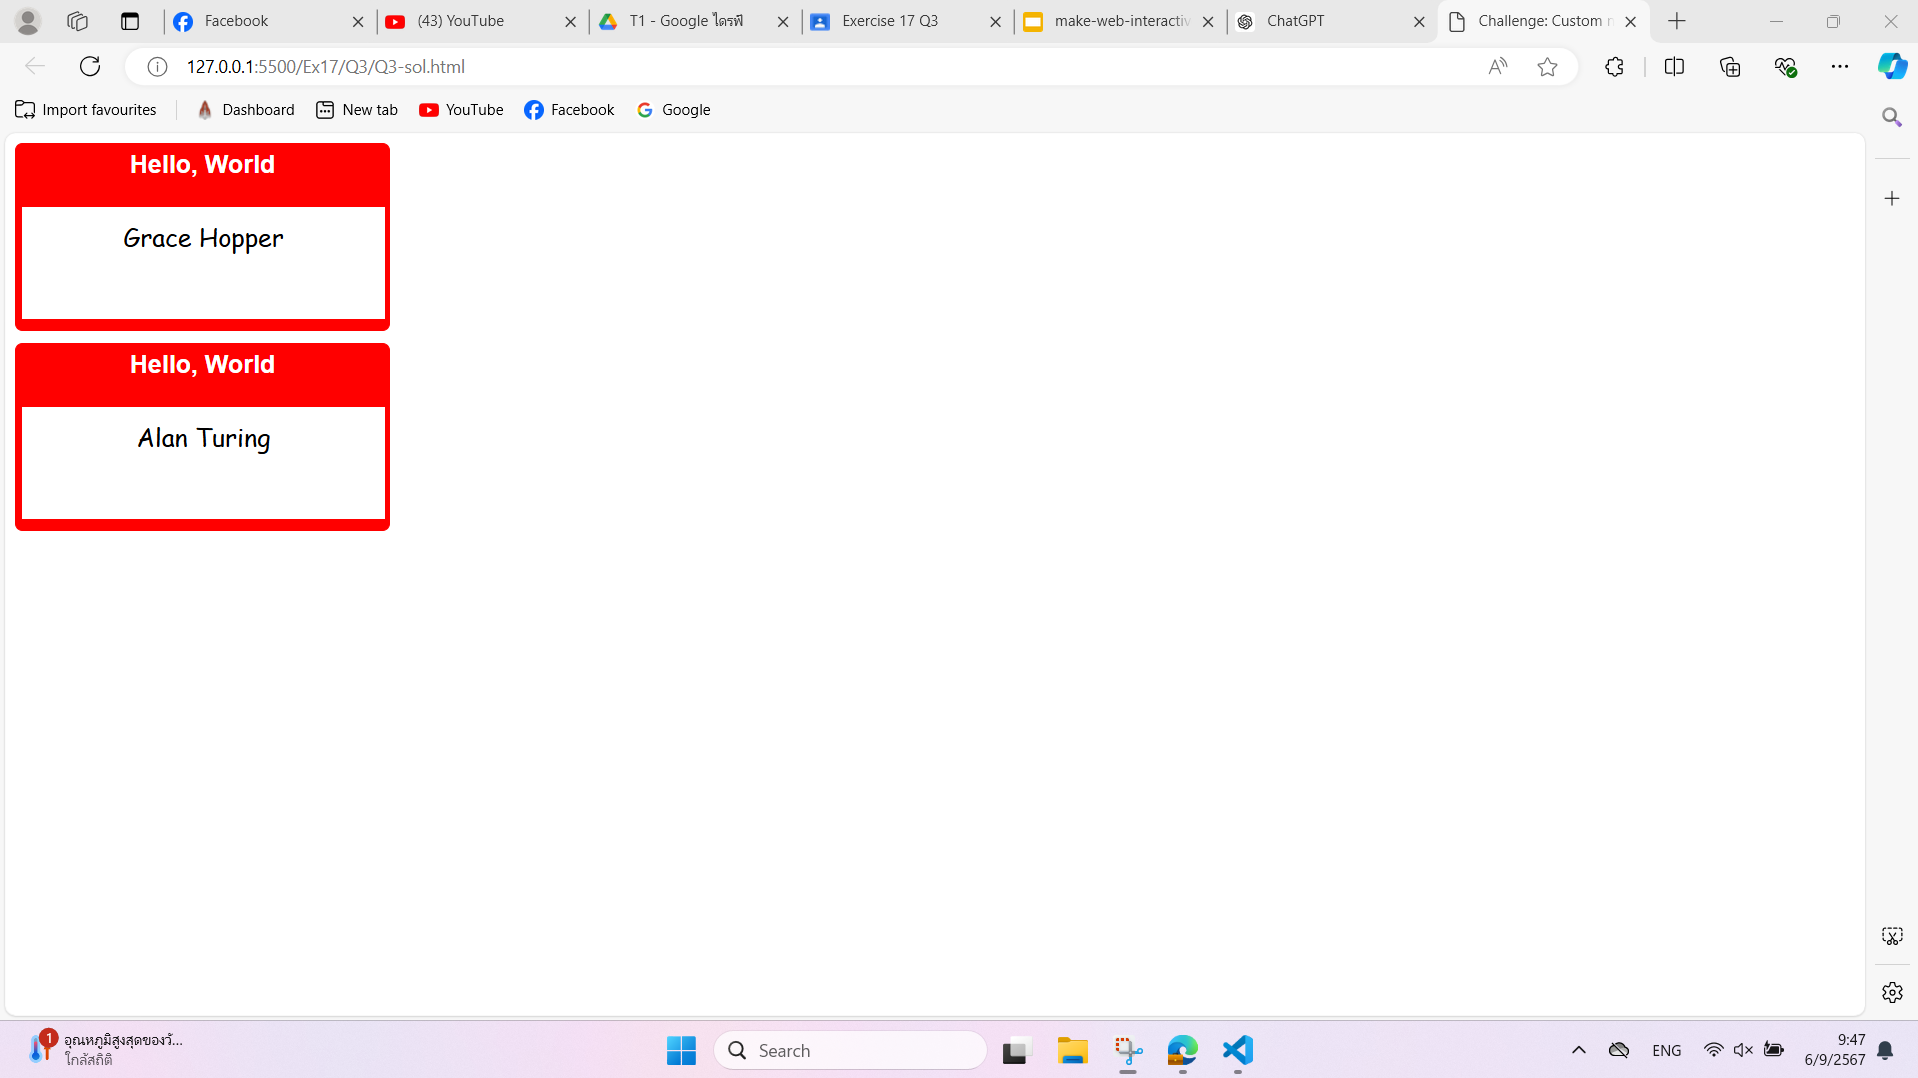 Facebook
(43) YouTube
T1 - Google ไดรฟ์
Exercise 17 Q3
make-web-interactiv
ChatGPT
Challenge: Custom n
127.0.0.1:5500/Ex17/Q3/Q3-sol.html
Import favourites
Dashboard
New tab
YouTube
Facebook
Google
Hello, World
Grace Hopper
Hello, World
Alan Turing
1
อุณหภูมิสูงสุดของวั...
ใกล้สถิติ
Search
ENG
9:47
6/9/2567